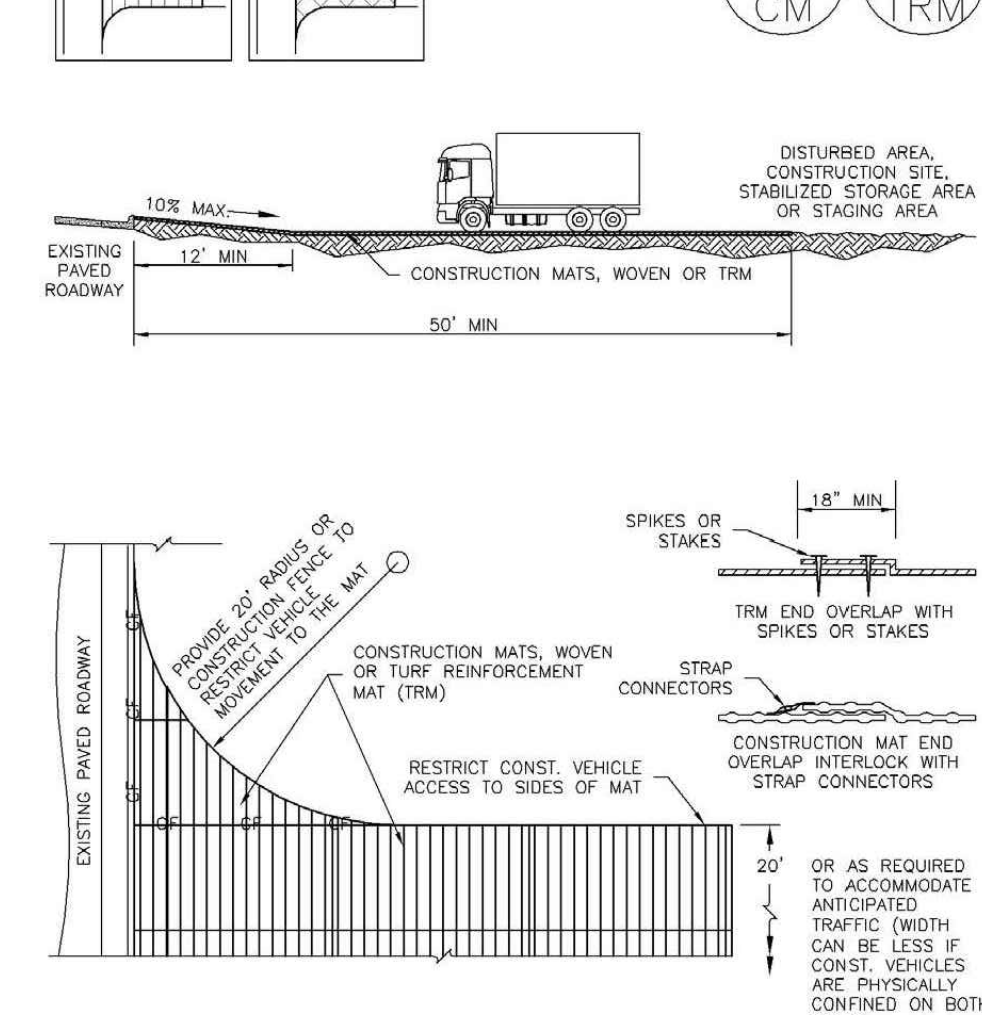 CM
TRM
10% MAX.
DISTURBED AREA,
CONSTRUCTION SITE,
STABILIZED STORAGE AREA
OR STAGING AREA
EXISTING
PAVED
ROADWAY
12' MIN
CONSTRUCTION MATS, WOVEN OR TRM
50' MIN
PROVIDE 20' RADIUS OR
CONSTRUCTION FENCE TO
RESTRICT VEHICLE
MOVEMENT TO THE MAT
18" MIN
SPIKES OR
STAKES
TRM END OVERLAP WITH
SPIKES OR STAKES
CONSTRUCTION MATS, WOVEN
OR TURF REINFORCEMENT
MAT (TRM)
STRAP
CONNECTORS
CONSTRUCTION MAT END
OVERLAP INTERLOCK WITH
STRAP CONNECTORS
RESTRICT CONST. VEHICLE
ACCESS TO SIDES OF MAT
EXISTING PAVED ROADWAY
CF
CF
CF
CF
CF
CF
20'
OR AS REQUIRED
TO ACCOMMODATE
ANTICIPATED
TRAFFIC (WIDTH
CAN BE LESS IF
CONST. VEHICLES
ARE PHYSICALLY
CONFINED ON BOTH